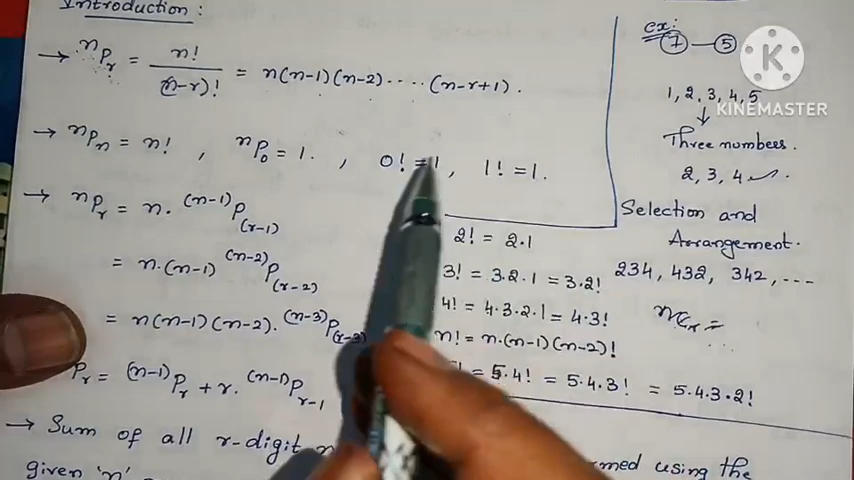 Introduction :
→ ⁿPᵣ = n! / (n-r)! = n(n-1)(n-2)....(n-r+1).
→ ⁿPₙ = n! , ⁿP₀ = 1. , 0! = 1, 1! = 1.
→ ⁿPᵣ = n. ⁽ⁿ⁻¹⁾P₍ᵣ₋₁₎
= n.(n-1) ⁽ⁿ⁻²⁾P₍ᵣ₋₂₎
= n(n-1)(n-2). ⁽ⁿ⁻³⁾P₍ᵣ₋₃₎
Pᵣ = ⁽ⁿ⁻¹⁾Pᵣ + r. ⁽ⁿ⁻¹⁾Pᵣ₋₁
→ Sum of all r-digit
formed using the
given 'n'
2! = 2.1
3! = 3.2.1 = 3.2!
4! = 4.3.2.1 = 4.3!
n! = n.(n-1)(n-2)!
= 5.4! = 5.4.3! = 5.4.3.2!
ex:
7 — 5
1, 2, 3, 4, 5
↓
Three numbers.
2, 3, 4 ✓.
Selection and
Arrangement.
234, 432, 342, ...
ⁿCᵣ =
K
KINEMASTER